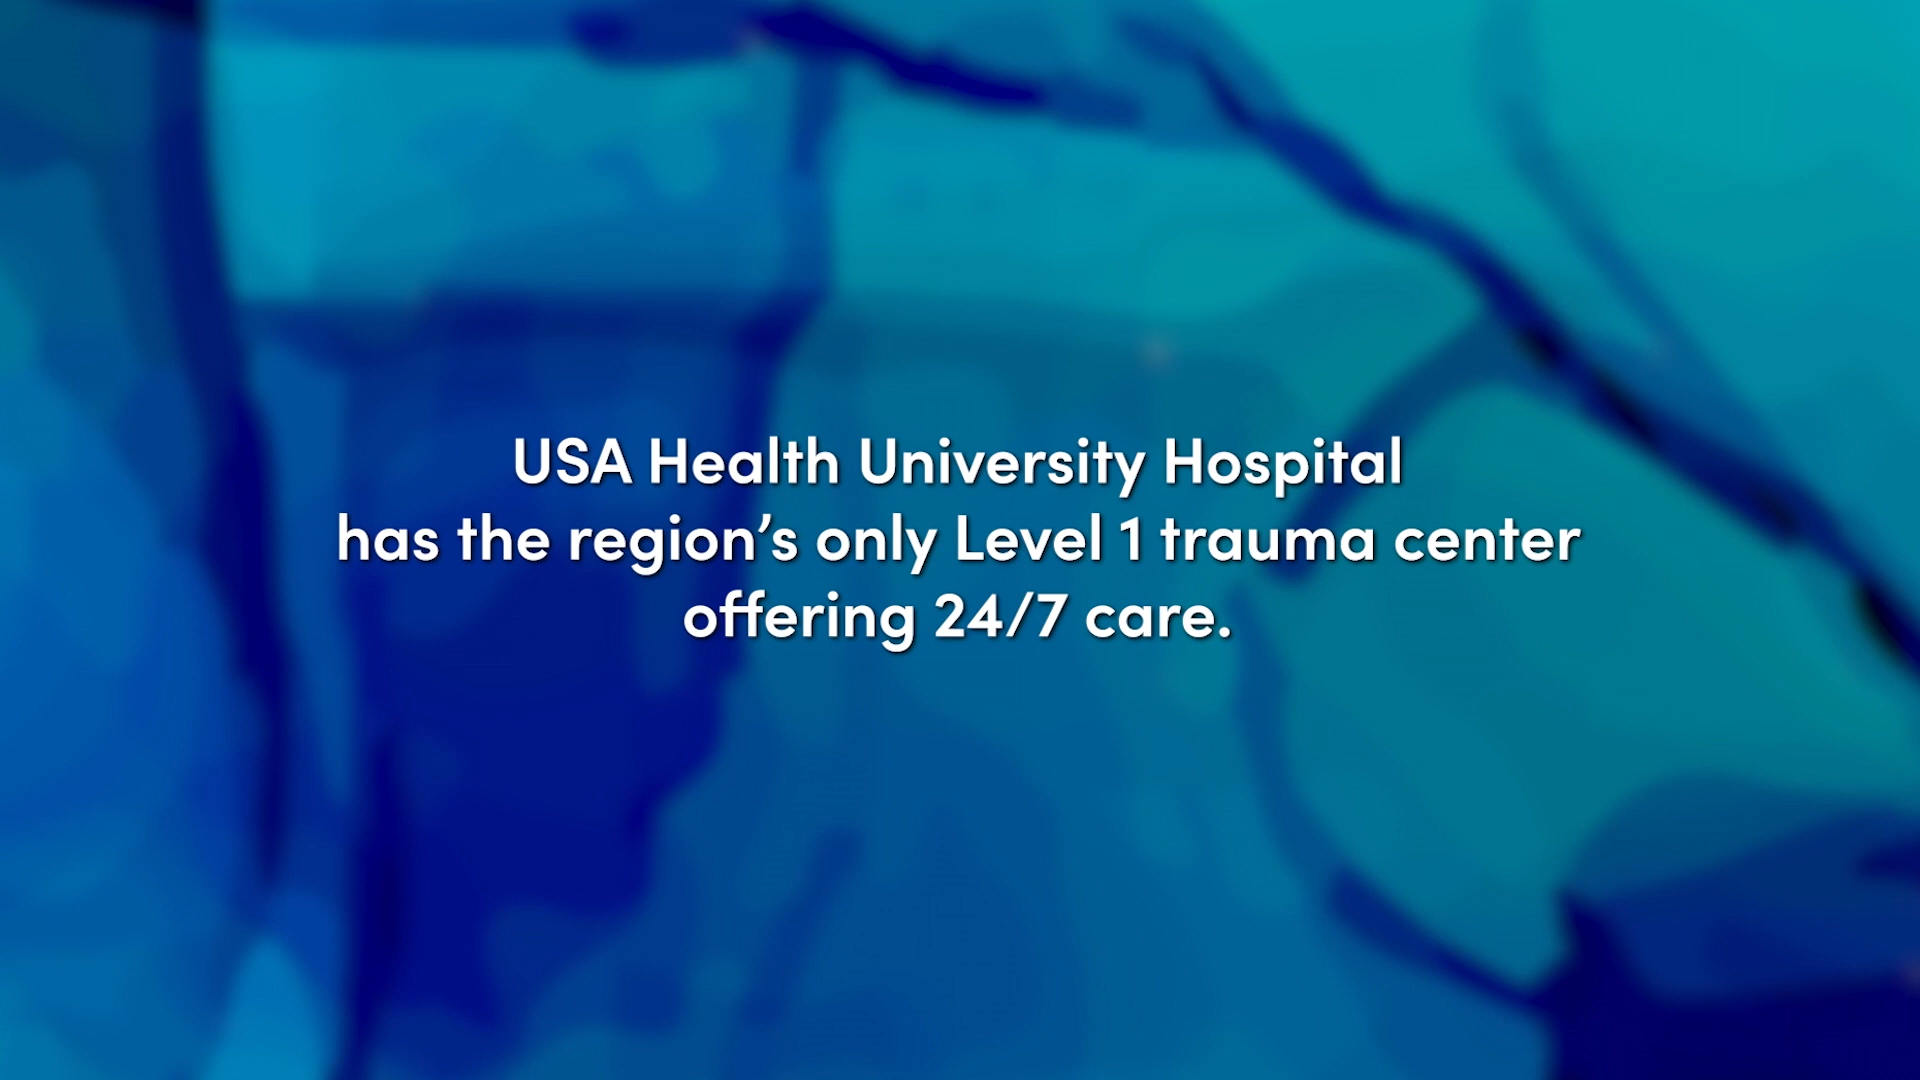 USA Health University Hospital
has the region’s only Level 1 trauma center
offering 24/7 care.